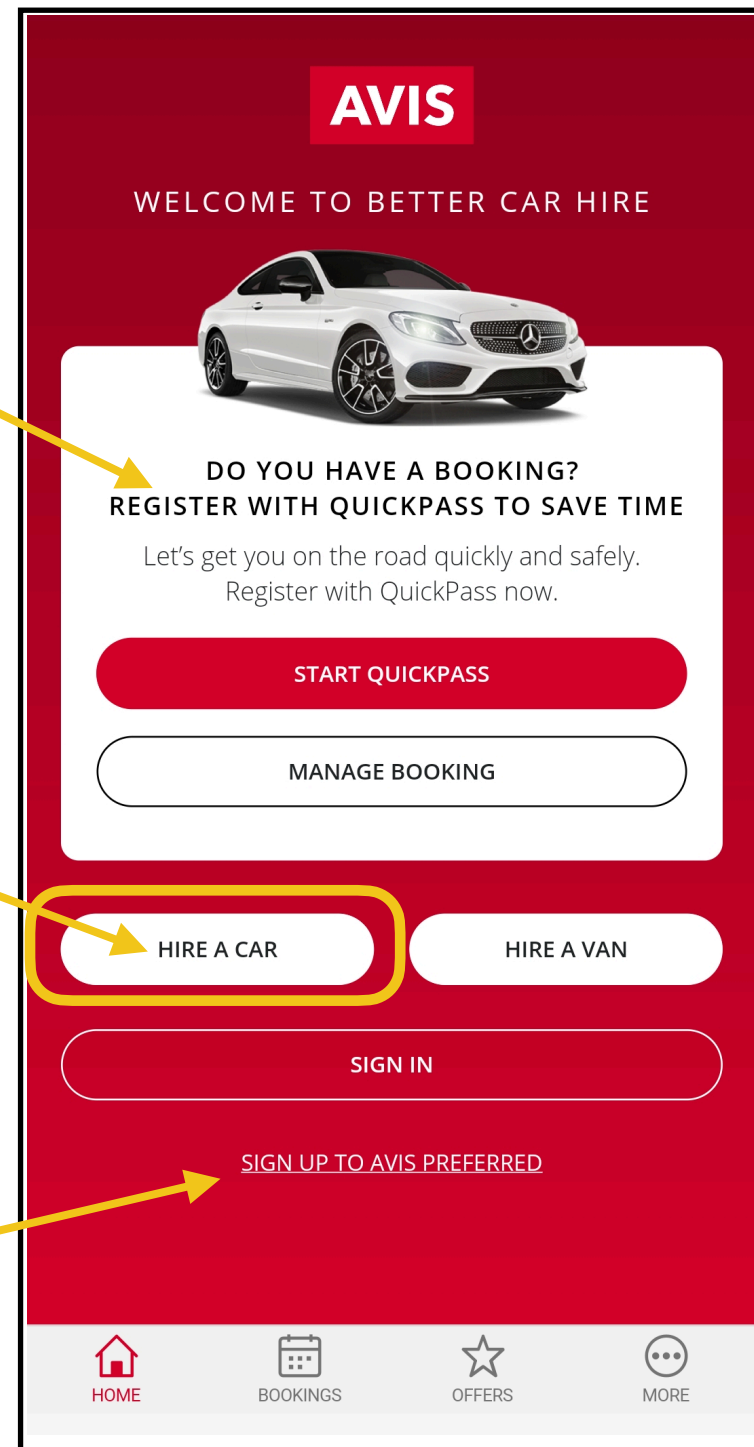 AVIS
WELCOME TO BETTER CAR HIRE
DO YOU HAVE A BOOKING?
REGISTER WITH QUICKPASS TO SAVE TIME
Let's get you on the road quickly and safely.
Register with QuickPass now.
START QUICKPASS
MANAGE BOOKING
HIRE A CAR
HIRE A VAN
SIGN IN
SIGN UP TO AVIS PREFERRED
HOME
BOOKINGS
OFFERS
MORE